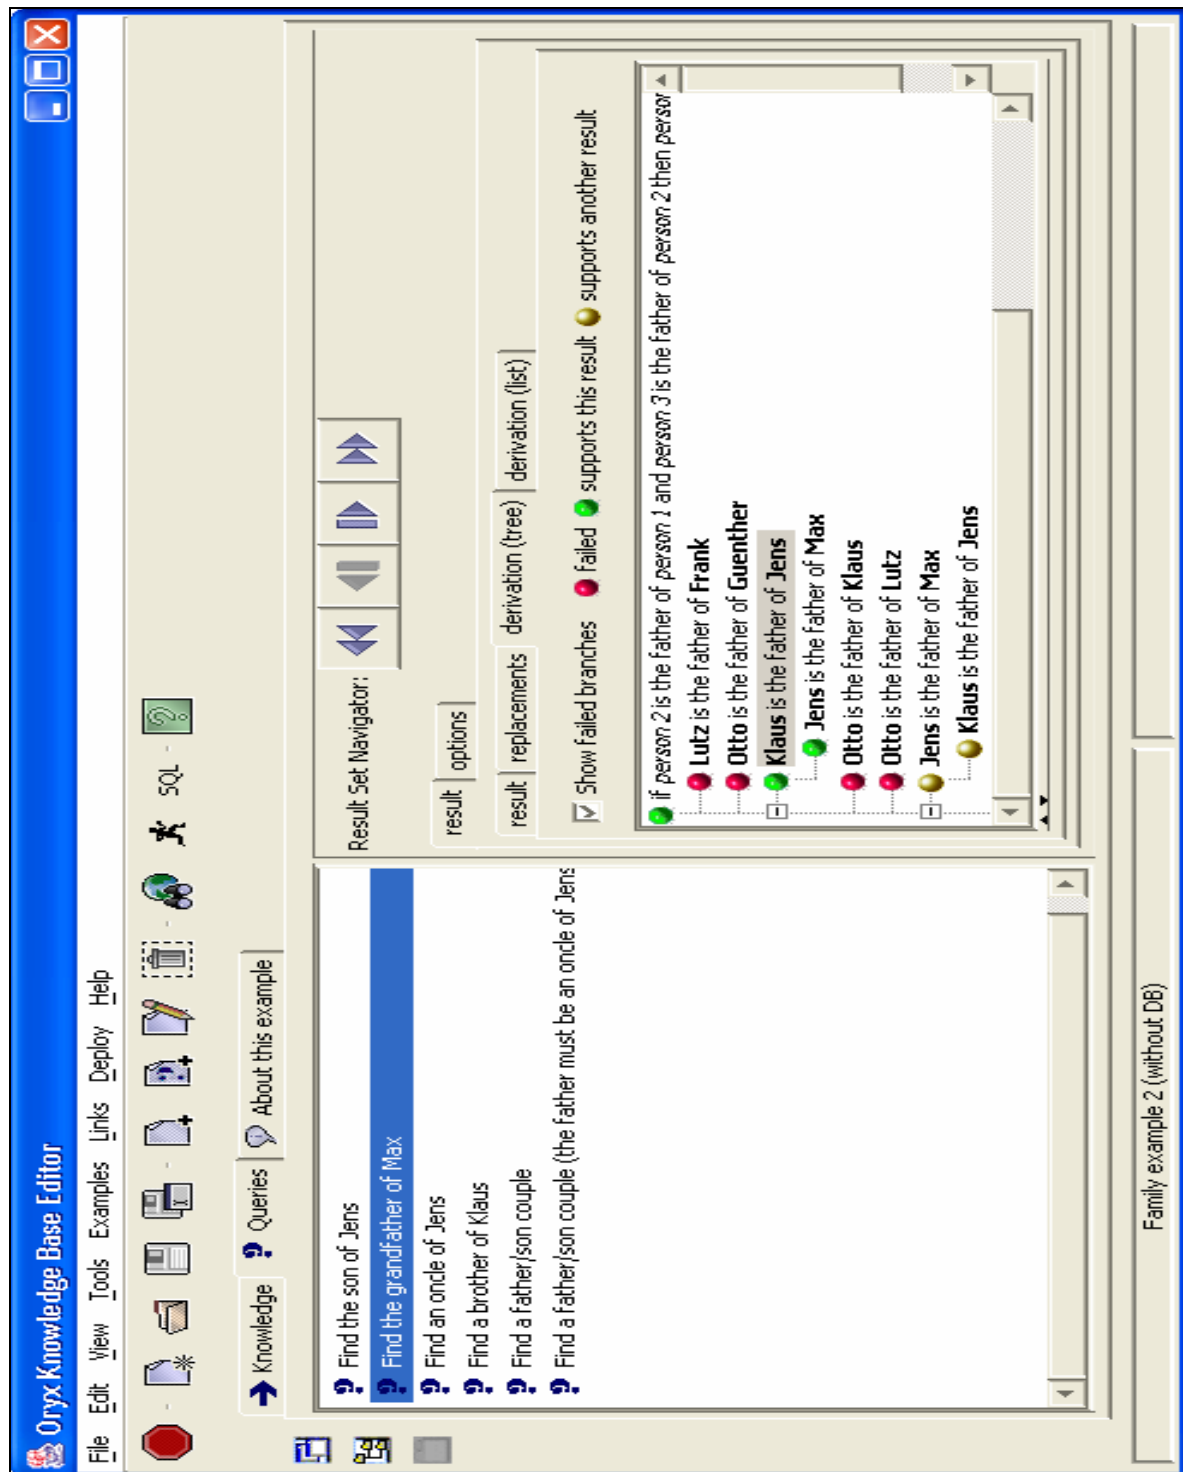 Oryx Knowledge Base Editor
File Edit View Tools Examples Links Deploy Help
SQL
Knowledge Queries About this example
Find the son of Jens
Find the grandfather of Max
Find an oncle of Jens
Find a brother of Klaus
Find a father/son couple
Find a father/son couple (the father must be an oncle of Jens
Result Set Navigator:
result options
result replacements derivation (tree) derivation (list)
Show failed branches failed supports this result supports another result
if person 2 is the father of person 1 and person 3 is the father of person 2 then person
Lutz is the father of Frank
Otto is the father of Guenther
Klaus is the father of Jens
Jens is the father of Max
Otto is the father of Klaus
Otto is the father of Lutz
Jens is the father of Max
Klaus is the father of Jens
Family example 2 (without DB)